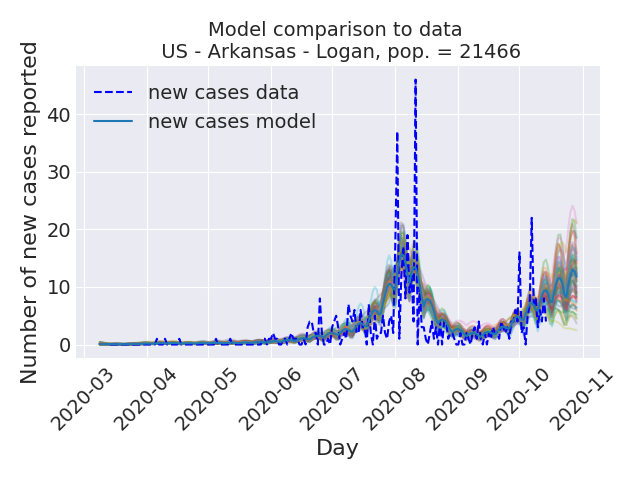 Model comparison to data
US - Arkansas - Logan, pop. = 21466
Number of new cases reported
new cases data
new cases model
40
30
20
10
0
2020-03
2020-04
2020-05
2020-06
2020-07
2020-08
2020-09
2020-10
2020-11
Day